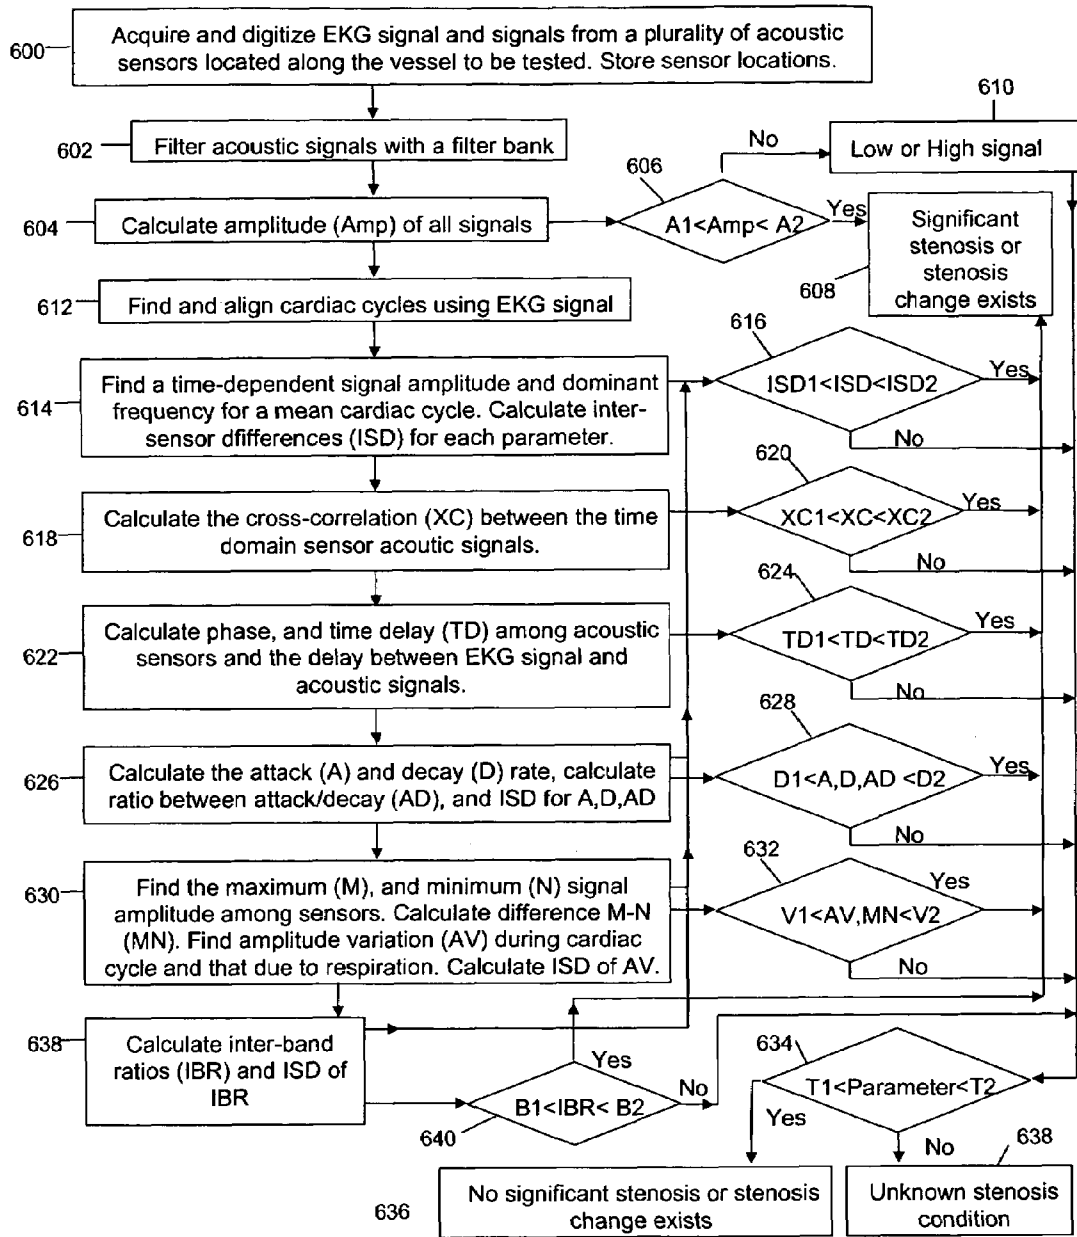 600
Acquire and digitize EKG signal and signals from a plurality of acoustic
sensors located along the vessel to be tested. Store sensor locations.
602
Filter acoustic signals with a filter bank
604
Calculate amplitude (Amp) of all signals
606
A1<Amp< A2
No
Yes
610
Low or High signal
608
Significant
stenosis or
stenosis
change exists
612
Find and align cardiac cycles using EKG signal
614
Find a time-dependent signal amplitude and dominant
frequency for a mean cardiac cycle. Calculate inter-
sensor dfifferences (ISD) for each parameter.
616
ISD1<ISD<ISD2
Yes
No
618
Calculate the cross-correlation (XC) between the time
domain sensor acoutic signals.
620
XC1<XC<XC2
Yes
No
622
Calculate phase, and time delay (TD) among acoustic
sensors and the delay between EKG signal and
acoustic signals.
624
TD1<TD<TD2
Yes
No
626
Calculate the attack (A) and decay (D) rate, calculate
ratio between attack/decay (AD), and ISD for A,D,AD
628
D1<A,D,AD <D2
Yes
No
630
Find the maximum (M), and minimum (N) signal
amplitude among sensors. Calculate difference M-N
(MN). Find amplitude variation (AV) during cardiac
cycle and that due to respiration. Calculate ISD of AV.
632
V1<AV,MN<V2
Yes
No
638
Calculate inter-band
ratios (IBR) and ISD of
IBR
640
B1<IBR< B2
Yes
No
634
T1<Parameter<T2
Yes
No
636
No significant stenosis or stenosis
change exists
638
Unknown stenosis
condition